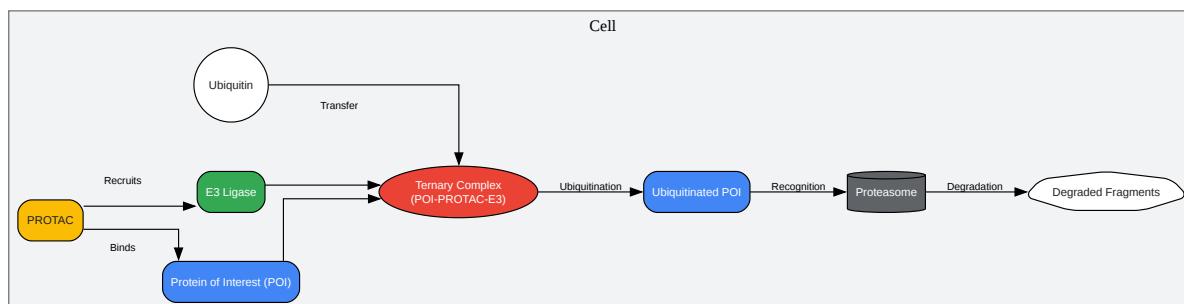 Cell
Ubiquitin
Transfer
Recruits
E3 Ligase
PROTAC
Binds
Protein of Interest (POI)
Ternary Complex
(POI-PROTAC-E3)
Ubiquitination
Ubiquitinated POI
Recognition
Proteasome
Degradation
Degraded Fragments